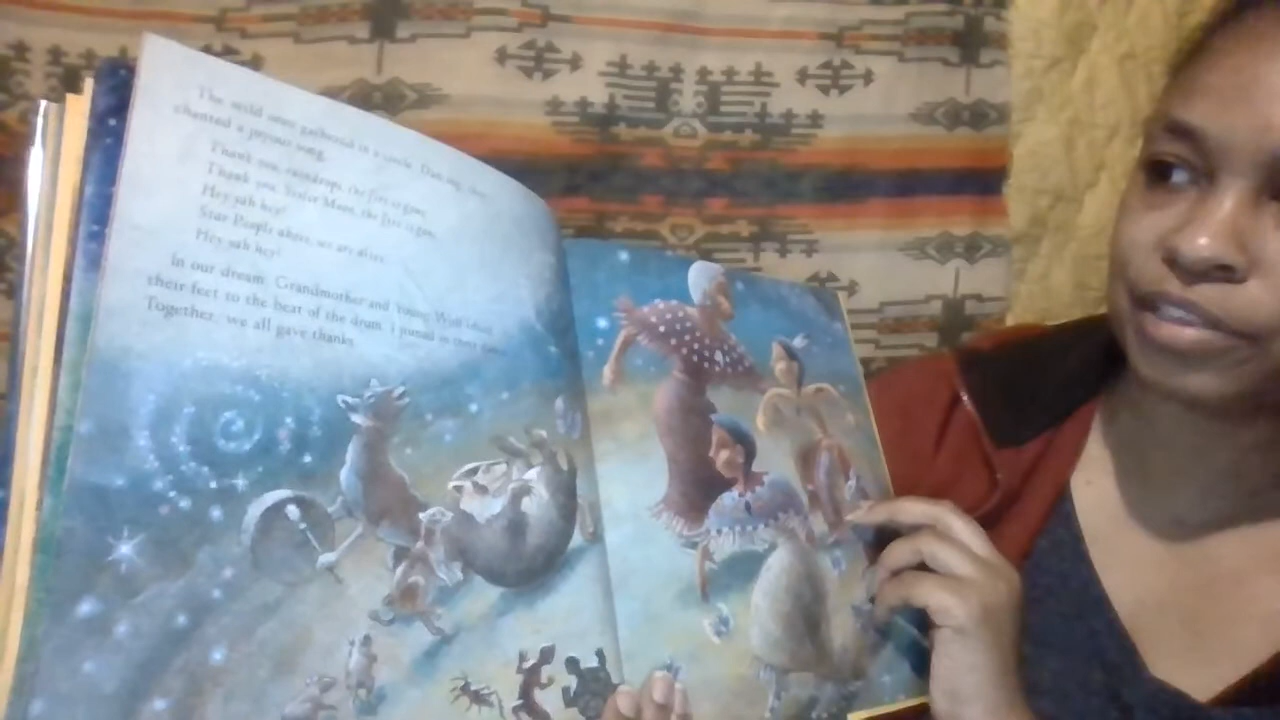 The wild ones gathered in a circle. Dancing, they
chanted a joyous song.
Thank you, raindrops, the fire is gone.
Thank you, Sister Moon, the fire is gone.
Hey yah hey!
Star People above, we are alive.
Hey yah hey!
In our dream Grandmother and Young Wolf
their feet to the beat of the drum. I joined in
Together, we all gave thanks.